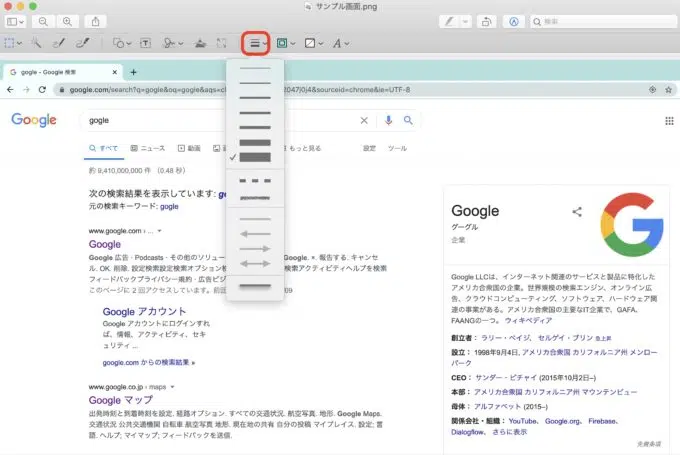 サンプル画面.png
検索
gogle - Google 検索
google.com/search?q=gogle&oq=gogle&aqs=c
2047j0j4&sourceid=chrome&ie=UTF-8
Google
gogle
すべて ニュース 動画 もっと見る 設定 ツール
約 9,410,000,000 件 （0.48 秒）
次の検索結果を表示しています: g
元の検索キーワード: gogle
www.google.com › ...
Google
Google 広告 · Podcasts · その他のソリュー
Google. ×. 報告する. キャンセ
ル. OK. 削除. 設定検索設定検索オプション
検索アクティビティヘルプを検索
フィードバックプライバシー規約 · 広告ビジ
このページに 2 回アクセスしています。前回
09
Google アカウント
Google アカウントにログインすれ
ば、情報、アクティビティ、セキ
ュリティ ...
google.com からの検索結果 »
www.google.co.jp › maps
Google マップ
出発時刻と到着時刻を設定. 経路オプション. すべての交通状況. 航空写真. 地形. Google Maps.
交通状況 公共交通機関 自転車 航空写真 地形. 現在地の共有 自分の投稿 マイプレイス. 設定; 言
語. ヘルプ; マイマップ; フィードバックを送信.
Google
グーグル
企業
Google LLCは、インターネット関連のサービスと製品に特化した
アメリカ合衆国の企業。世界規模の検索エンジン、オンライン広
告、クラウドコンピューティング、ソフトウェア、ハードウェア関
連の事業がある。アメリカ合衆国の主要なIT企業で、GAFA、
FAANGの一つ。 ウィキペディア
創立者： ラリー・ペイジ、 セルゲイ・ブリン 急上昇
設立： 1998年9月4日, アメリカ合衆国 カリフォルニア州 メンロー
パーク
CEO： サンダー・ピチャイ (2015年10月2日–)
本部： アメリカ合衆国 カリフォルニア州 マウンテンビュー
母体： アルファベット (2015–)
関係会社・組織： YouTube、 Google.org、 Firebase、
Dialogflow、 さらに表示
免責条項